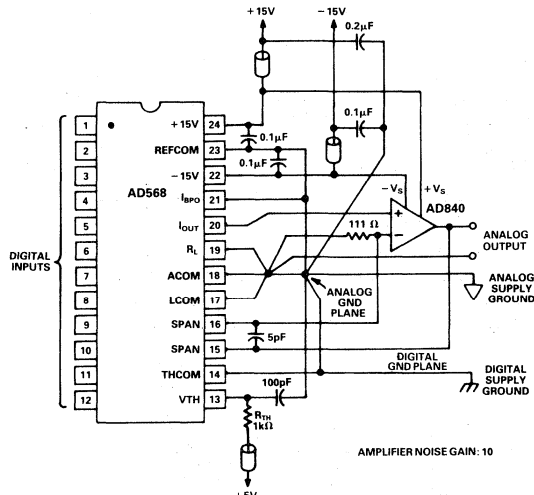 +15V
-15V
0.2µF
0.1µF
1
2
3
4
5
6
7
8
9
10
11
12
DIGITAL INPUTS
AD568
+15V 24
REFCOM 23
-15V 22
IBPO 21
IOUT 20
RL 19
ACOM 18
LCOM 17
SPAN 16
SPAN 15
THCOM 14
VTH 13
0.1µF
0.1µF
-VS
+VS
AD840
+
-
111 Ω
ANALOG OUTPUT
ANALOG GND PLANE
ANALOG SUPPLY GROUND
5pF
DIGITAL GND PLANE
DIGITAL SUPPLY GROUND
100pF
RTH
1kΩ
+5V
AMPLIFIER NOISE GAIN: 10